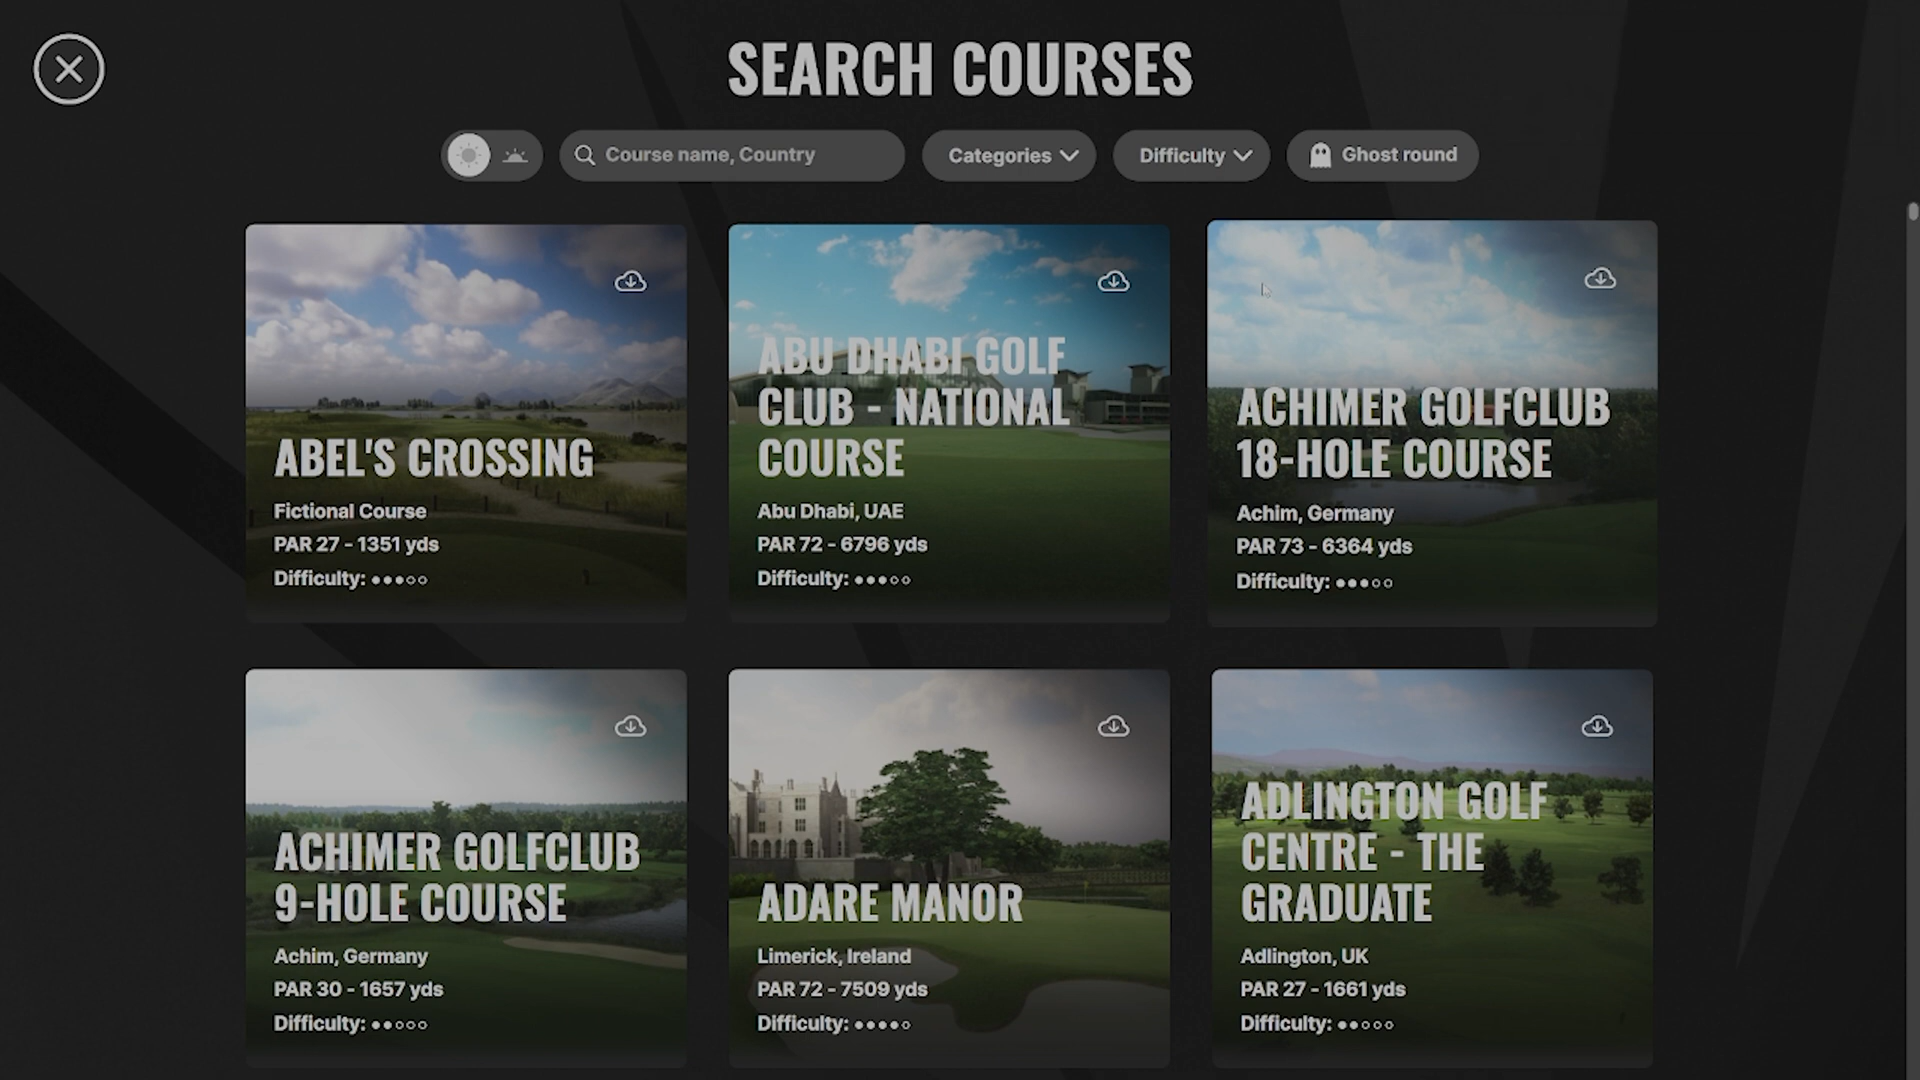 SEARCH COURSES
Course name, Country
Categories
Difficulty
Ghost round
ABEL'S CROSSING
Fictional Course
PAR 27 - 1351 yds
Difficulty:
ABU DHABI GOLF
CLUB - NATIONAL
COURSE
Abu Dhabi, UAE
PAR 72 - 6796 yds
Difficulty:
ACHIMER GOLFCLUB
18-HOLE COURSE
Achim, Germany
PAR 73 - 6364 yds
Difficulty:
ACHIMER GOLFCLUB
9-HOLE COURSE
Achim, Germany
PAR 30 - 1657 yds
Difficulty:
ADARE MANOR
Limerick, Ireland
PAR 72 - 7509 yds
Difficulty:
ADLINGTON GOLF
CENTRE - THE
GRADUATE
Adlington, UK
PAR 27 - 1661 yds
Difficulty: